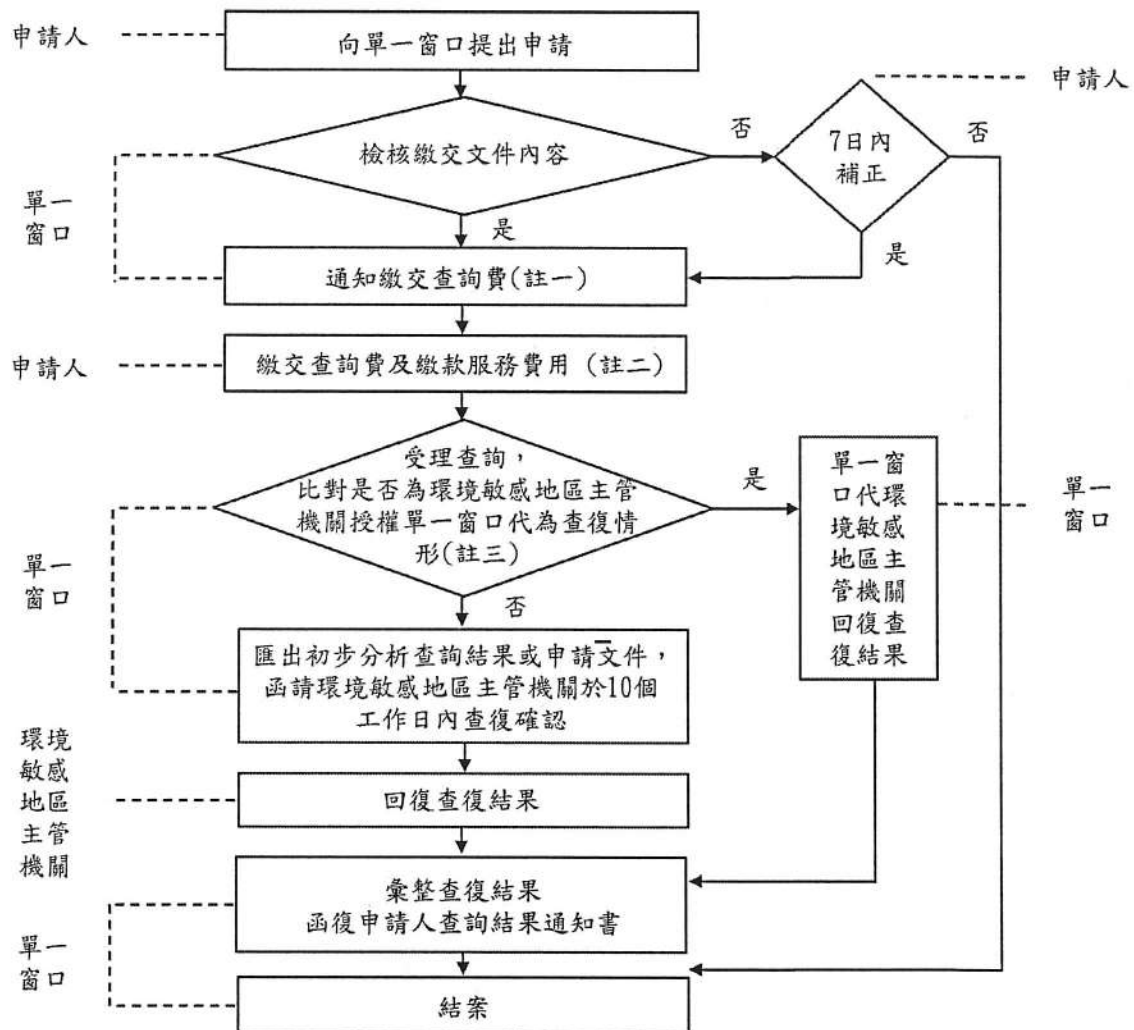 申請人
向單一窗口提出申請
申請人
檢核繳交文件內容
否
7日內
補正
否
單一
窗口
是
是
通知繳交查詢費(註一)
申請人
繳交查詢費及繳款服務費用 (註二)
受理查詢，
比對是否為環境敏感地區主管
機關授權單一窗口代為查復情
形(註三)
是
單一窗
口代環
境敏感
地區主
管機關
回復查
復結果
單一
窗口
單一
窗口
否
匯出初步分析查詢結果或申請文件，
函請環境敏感地區主管機關於10個
工作日內查復確認
環境
敏感
地區
主管
機關
回復查復結果
彙整查復結果
函復申請人查詢結果通知書
單一
窗口
結案